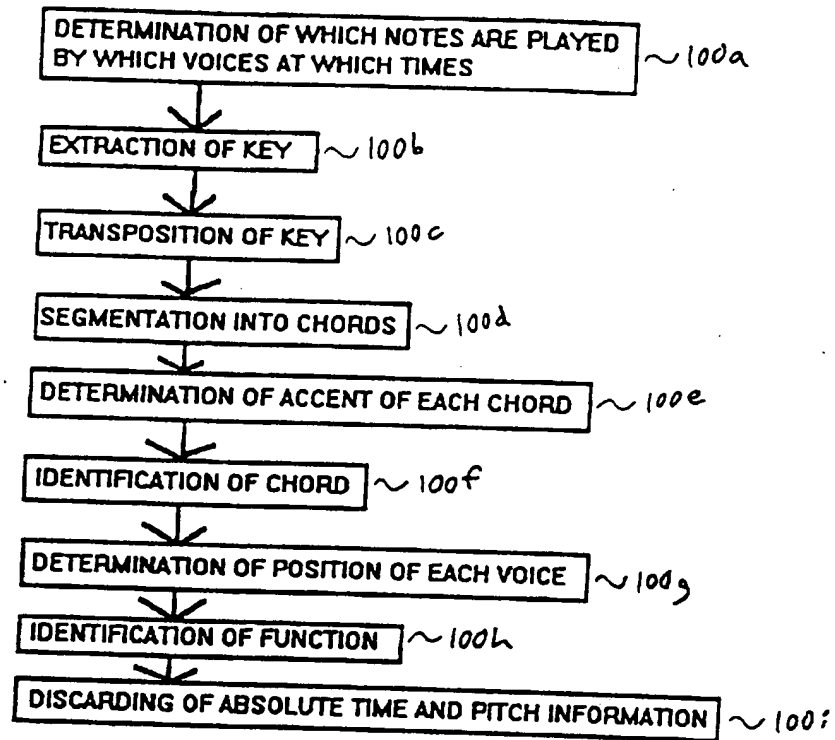 DETERMINATION OF WHICH NOTES ARE PLAYED ~100a
BY WHICH VOICES AT WHICH TIMES
EXTRACTION OF KEY ~100b
TRANSPOSITION OF KEY ~100c
SEGMENTATION INTO CHORDS ~100d
DETERMINATION OF ACCENT OF EACH CHORD ~100e
IDENTIFICATION OF CHORD ~100f
DETERMINATION OF POSITION OF EACH VOICE ~100g
IDENTIFICATION OF FUNCTION ~100h
DISCARDING OF ABSOLUTE TIME AND PITCH INFORMATION ~100i